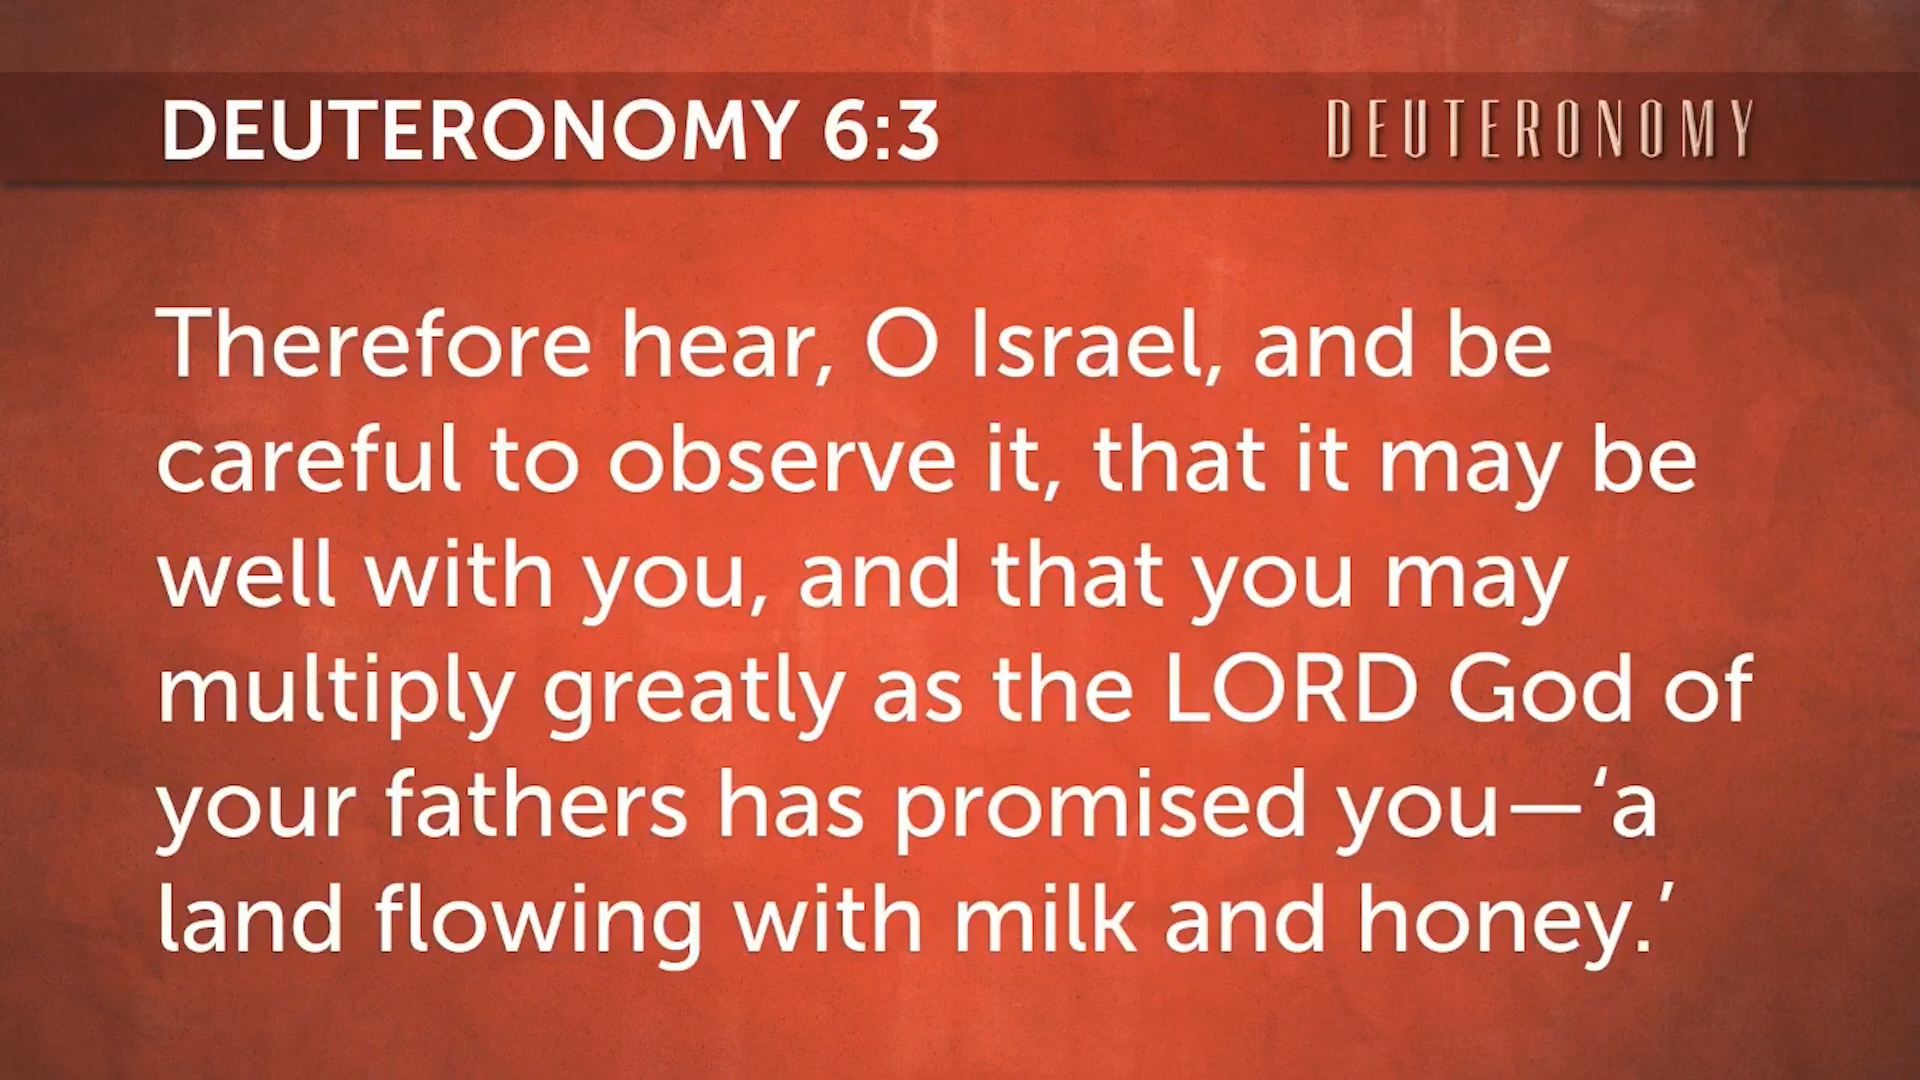 DEUTERONOMY 6:3
DEUTERONOMY
Therefore hear, O Israel, and be
careful to observe it, that it may be
well with you, and that you may
multiply greatly as the LORD God of
your fathers has promised you—‘a
land flowing with milk and honey.’